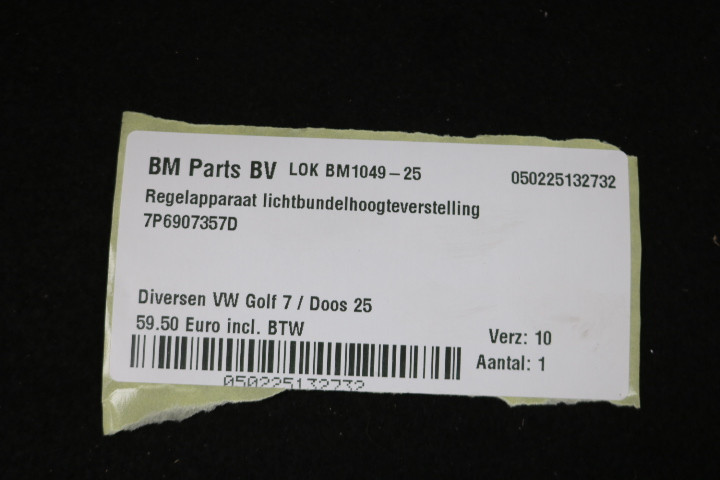 BM Parts BV LOK BM1049-25 050225132732
Regelapparaat lichtbundelhoogteverstelling
7P6907357D
Diversen VW Golf 7 / Doos 25
59.50 Euro incl. BTW
Verz: 10
Aantal: 1
050225132732